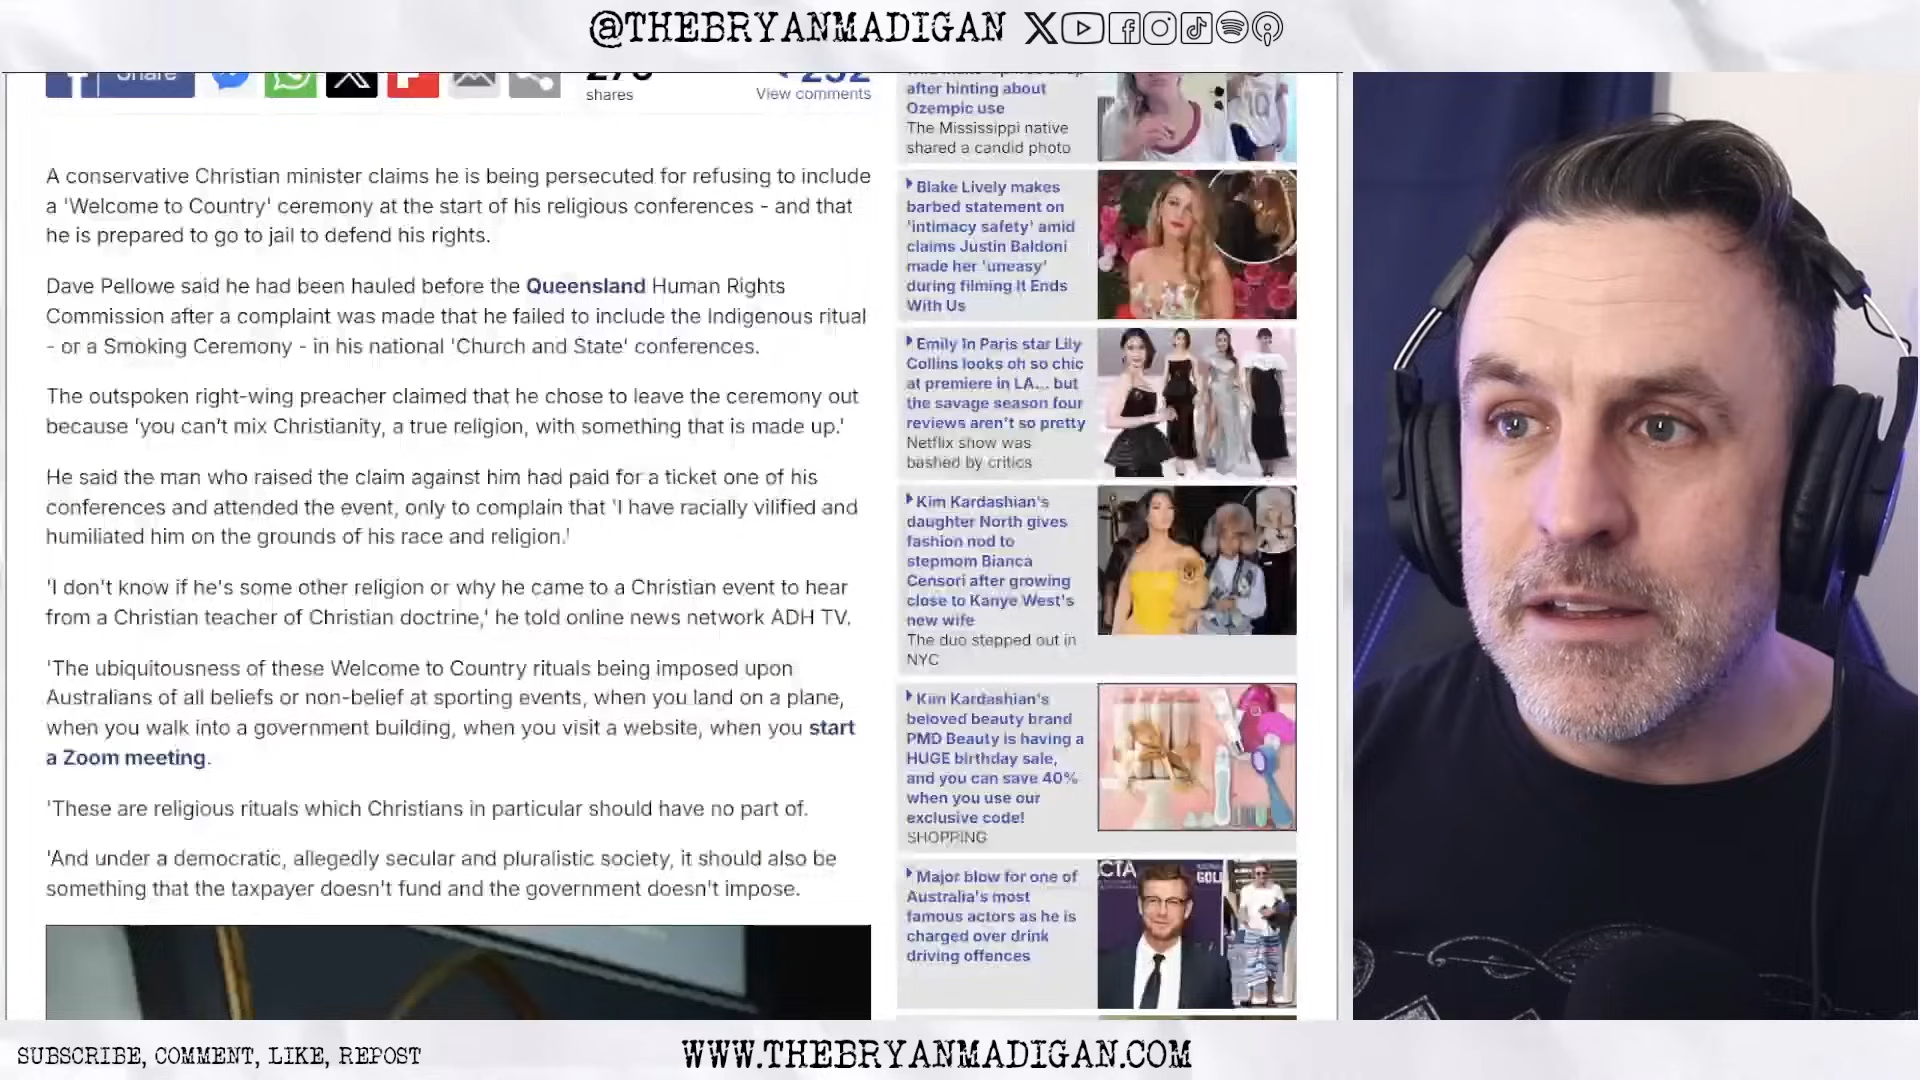 @THEBRYANMADIGAN
Share
shares
232
View comments
A conservative Christian minister claims he is being persecuted for refusing to include
a 'Welcome to Country' ceremony at the start of his religious conferences - and that
he is prepared to go to jail to defend his rights.
Dave Pellowe said he had been hauled before the Queensland Human Rights
Commission after a complaint was made that he failed to include the Indigenous ritual
- or a Smoking Ceremony - in his national 'Church and State' conferences.
The outspoken right-wing preacher claimed that he chose to leave the ceremony out
because 'you can't mix Christianity, a true religion, with something that is made up.'
He said the man who raised the claim against him had paid for a ticket one of his
conferences and attended the event, only to complain that 'I have racially vilified and
humiliated him on the grounds of his race and religion.'
'I don't know if he's some other religion or why he came to a Christian event to hear
from a Christian teacher of Christian doctrine,' he told online news network ADH TV.
'The ubiquitousness of these Welcome to Country rituals being imposed upon
Australians of all beliefs or non-belief at sporting events, when you land on a plane,
when you walk into a government building, when you visit a website, when you start
a Zoom meeting.
'These are religious rituals which Christians in particular should have no part of.
'And under a democratic, allegedly secular and pluralistic society, it should also be
something that the taxpayer doesn't fund and the government doesn't impose.
after hinting about
Ozempic use
The Mississippi native
shared a candid photo
Blake Lively makes
barbed statement on
'intimacy safety' amid
claims Justin Baldoni
made her 'uneasy'
during filming It Ends
With Us
Emily In Paris star Lily
Collins looks oh so chic
at premiere in LA... but
the savage season four
reviews aren't so pretty
Netflix show was
bashed by critics
Kim Kardashian's
daughter North gives
fashion nod to
stepmom Bianca
Censori after growing
close to Kanye West's
new wife
The duo stepped out in
NYC
Kim Kardashian's
beloved beauty brand
PMD Beauty is having a
HUGE birthday sale,
and you can save 40%
when you use our
exclusive code!
SHOPPING
Major blow for one of
Australia's most
famous actors as he is
charged over drink
driving offences
SUBSCRIBE, COMMENT, LIKE, REPOST
WWW.THEBRYANMADIGAN.COM